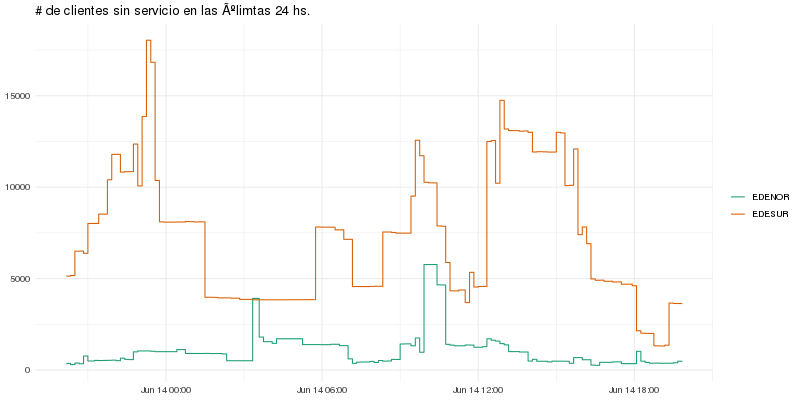 # de clientes sin servicio en las Ãºlimtas 24 hs.
15000
10000
5000
0
Jun 14 00:00
Jun 14 06:00
Jun 14 12:00
Jun 14 18:00
EDENOR
EDESUR